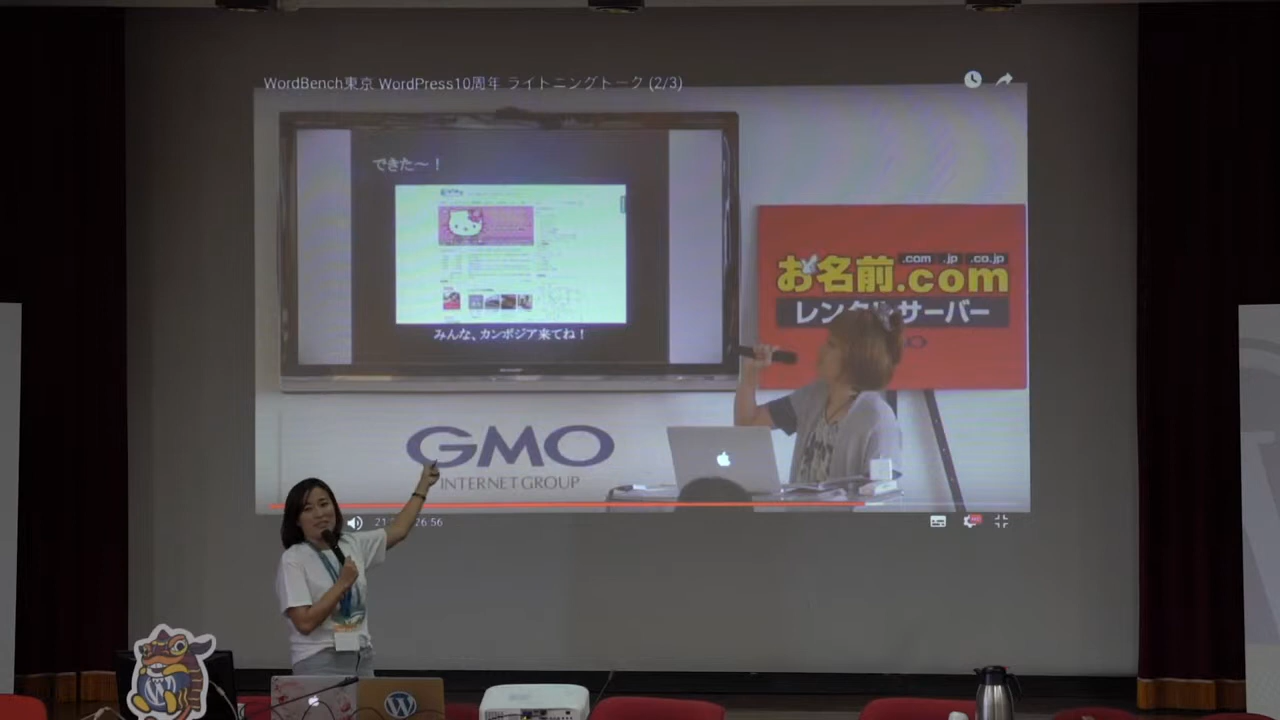 WordBench東京 WordPress10周年 ライトニングトーク (2/3)
できた～！
みんな、カンボジア来てね！
.com .jp .co.jp
お名前.com
レンタルサーバー
GMO
INTERNET GROUP
26:56